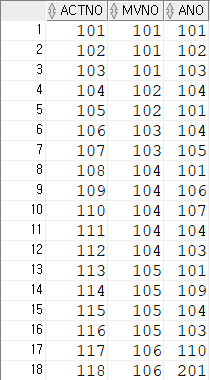 ACTNO MVNO ANO
1 101 101 101
2 102 101 102
3 103 101 103
4 104 102 104
5 105 102 101
6 106 103 104
7 107 103 105
8 108 104 101
9 109 104 106
10 110 104 107
11 111 104 104
12 112 104 103
13 113 105 101
14 114 105 109
15 115 105 104
16 116 105 103
17 117 106 110
18 118 106 201